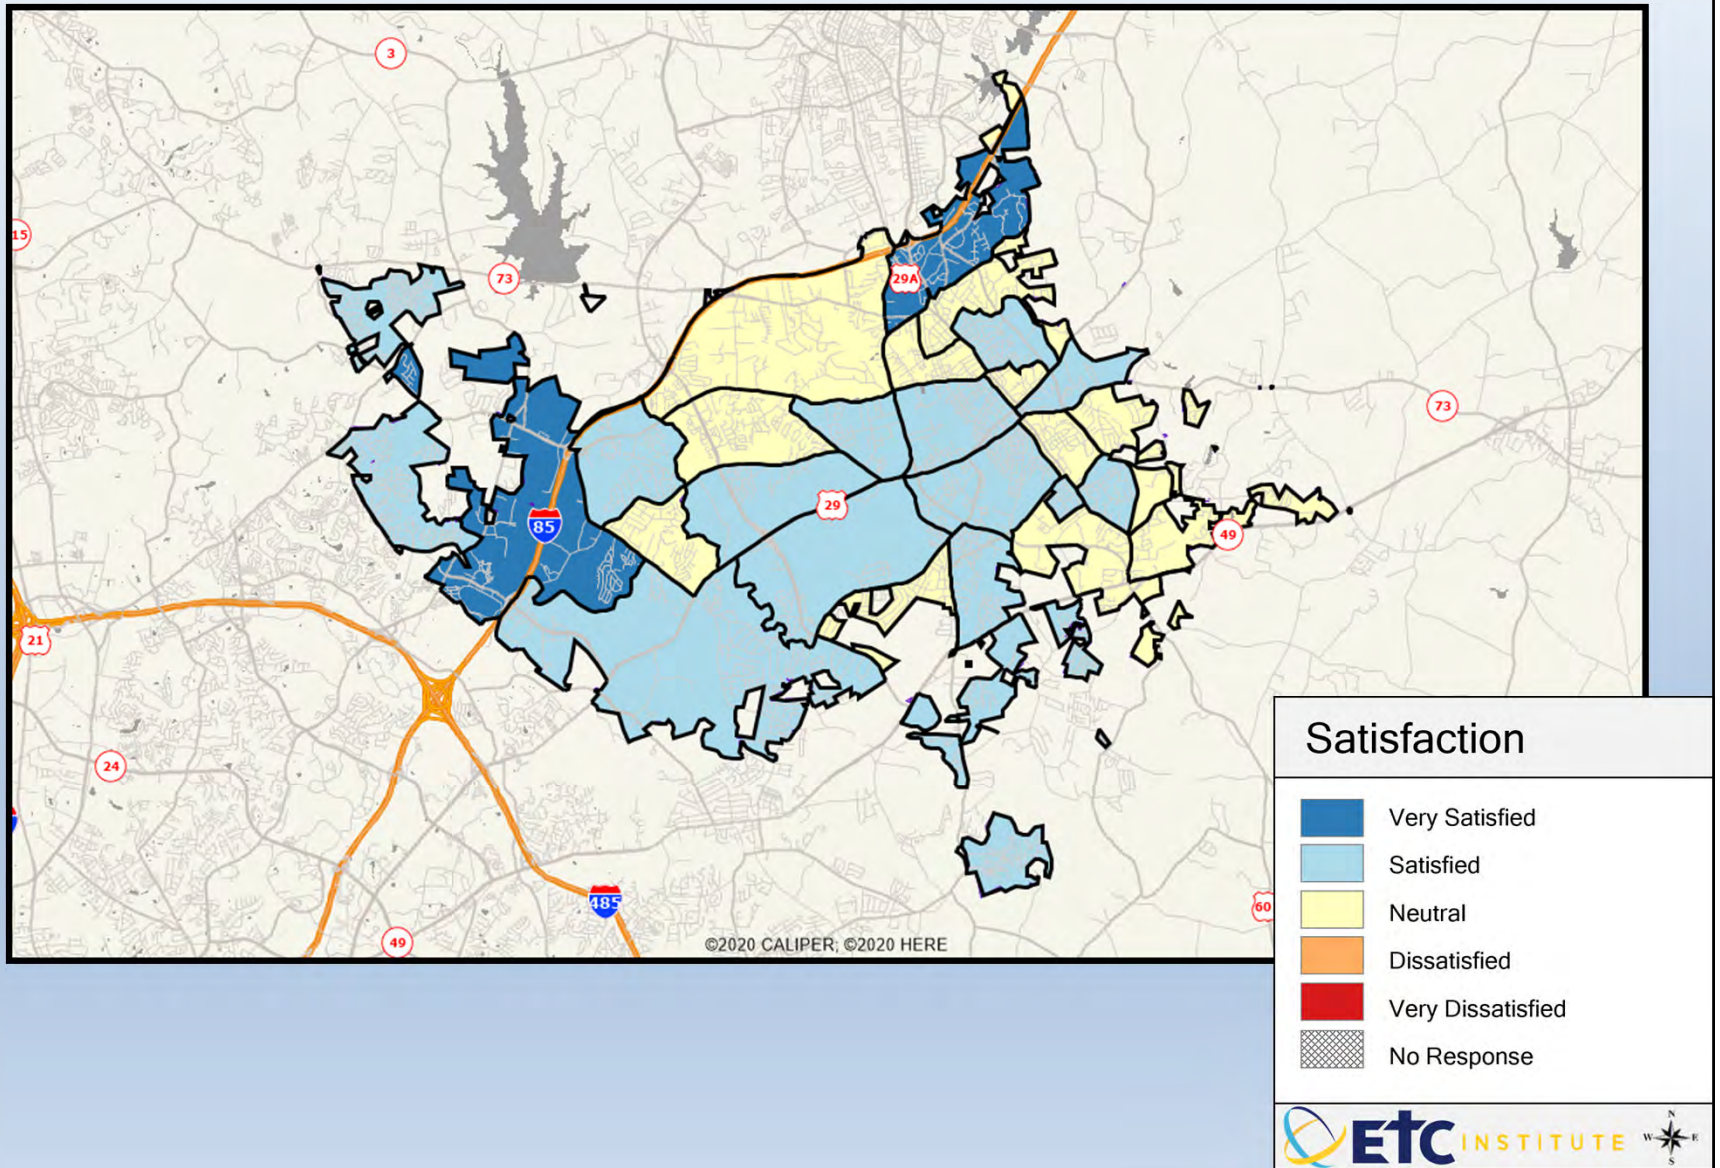 3
15
73
29A
73
29
85
49
21
24
485
60
49
©2020 CALIPER; ©2020 HERE
Satisfaction
Very Satisfied
Satisfied
Neutral
Dissatisfied
Very Dissatisfied
No Response
ETC INSTITUTE
N
W E
S